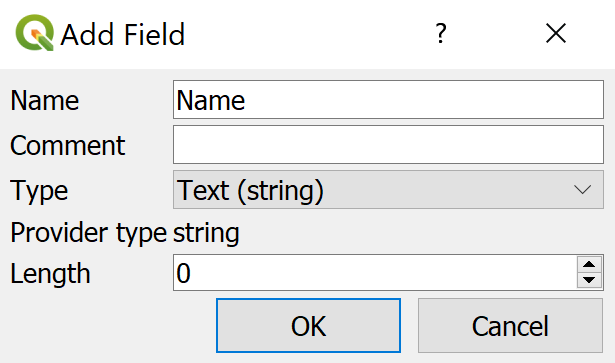 Add Field ?
Name Name
Comment
Type Text (string)
Provider type string
Length 0
OK Cancel